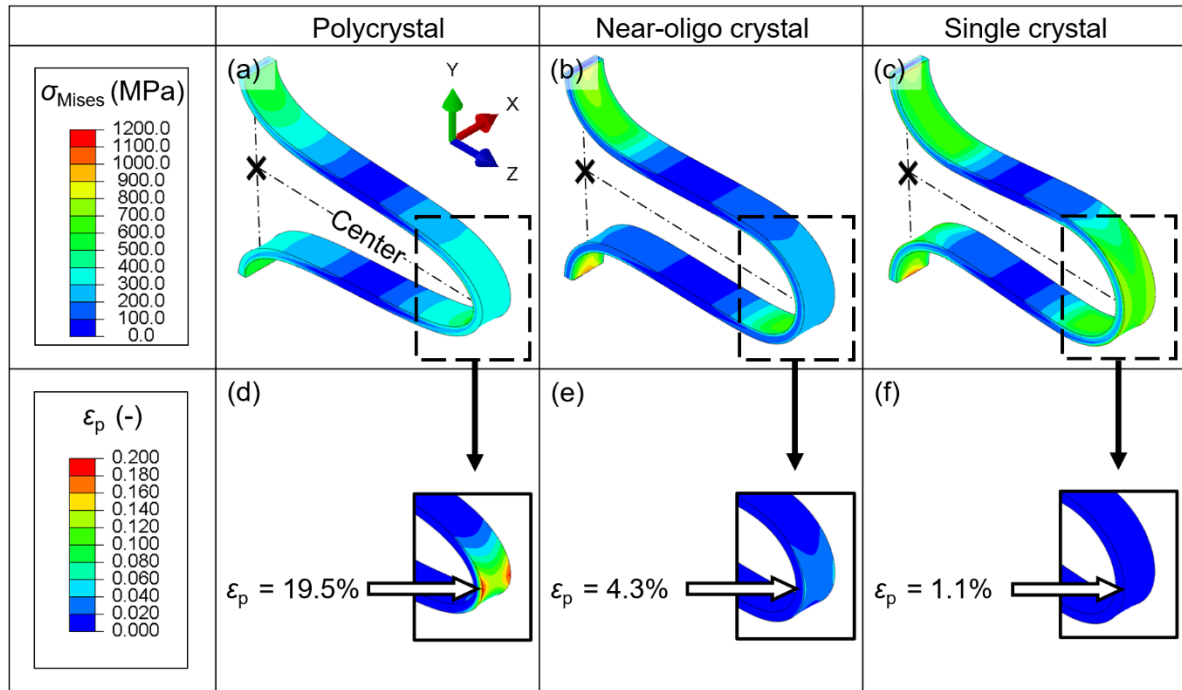 Polycrystal
Near-oligo crystal
Single crystal
σMises (MPa)
1200.0
1100.0
1000.0
900.0
800.0
700.0
600.0
500.0
400.0
300.0
200.0
100.0
0.0
(a)
Y
X
Z
Center
(b)
(c)
εp (-)
0.200
0.180
0.160
0.140
0.120
0.100
0.080
0.060
0.040
0.020
0.000
(d)
εp = 19.5%
(e)
εp = 4.3%
(f)
εp = 1.1%